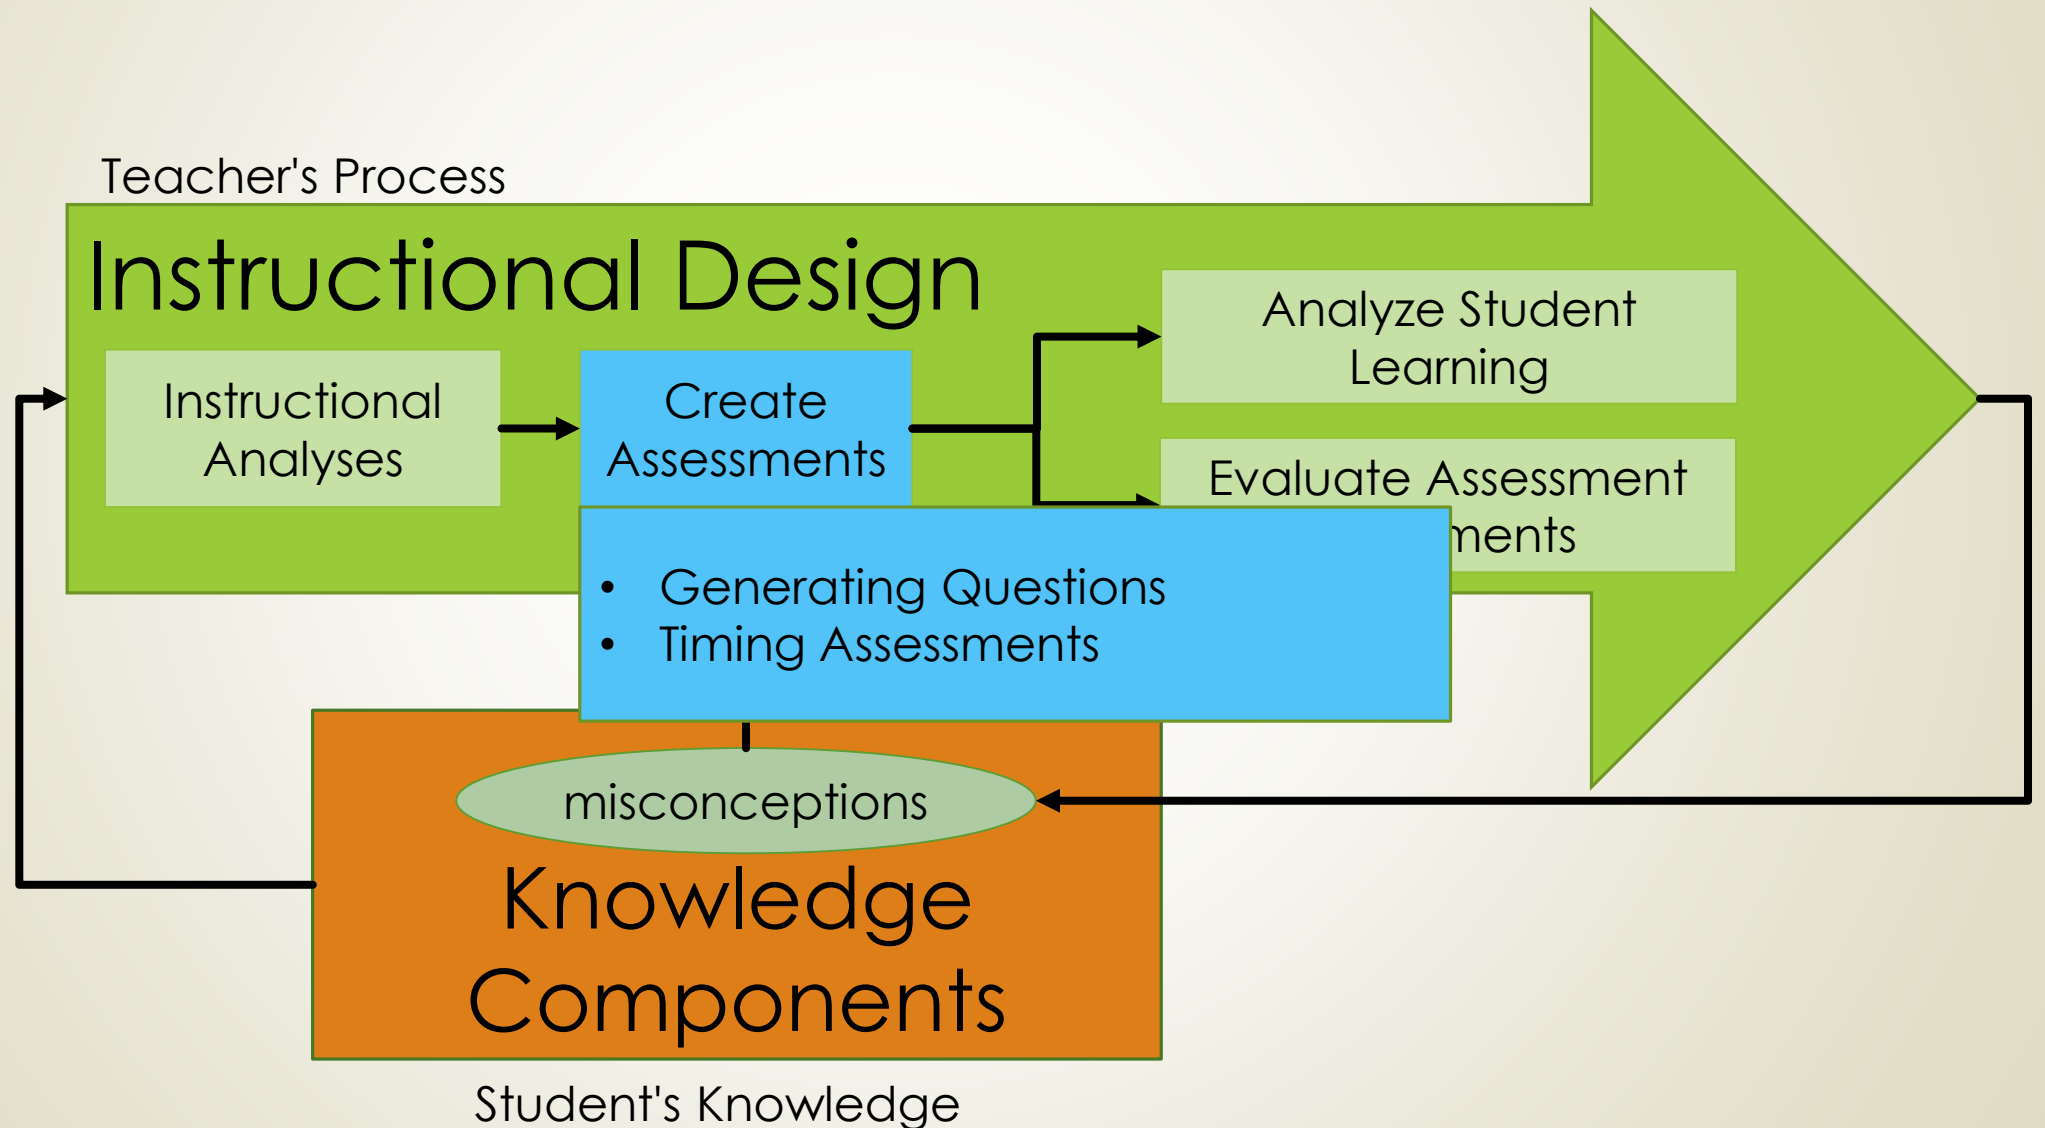 Teacher's Process
Instructional Design
Instructional
Analyses
Create
Assessments
Analyze Student
Learning
Evaluate Assessment
• Generating Questions
• Timing Assessments
misconceptions
Knowledge
Components
Student's Knowledge